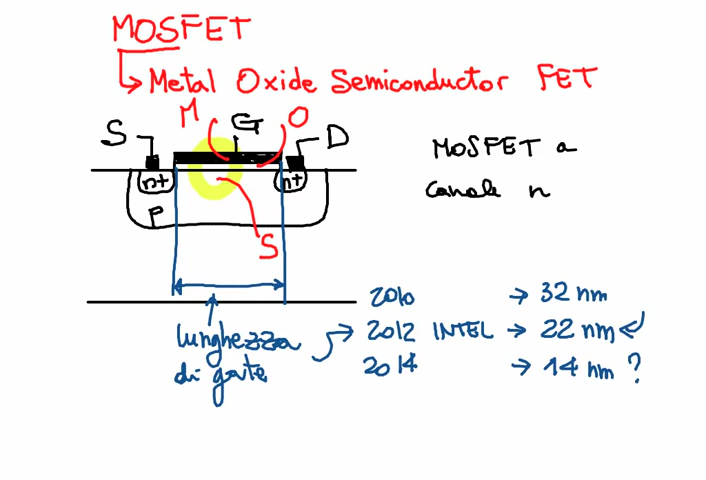 MOSFET
Metal Oxide Semiconductor FET
M O
S G D
MOSFET a
canale n
n+ n+
P
S
2010 → 32 nm
lunghezza → 2012 INTEL → 22 nm
di gate 2014 → 14 nm ?